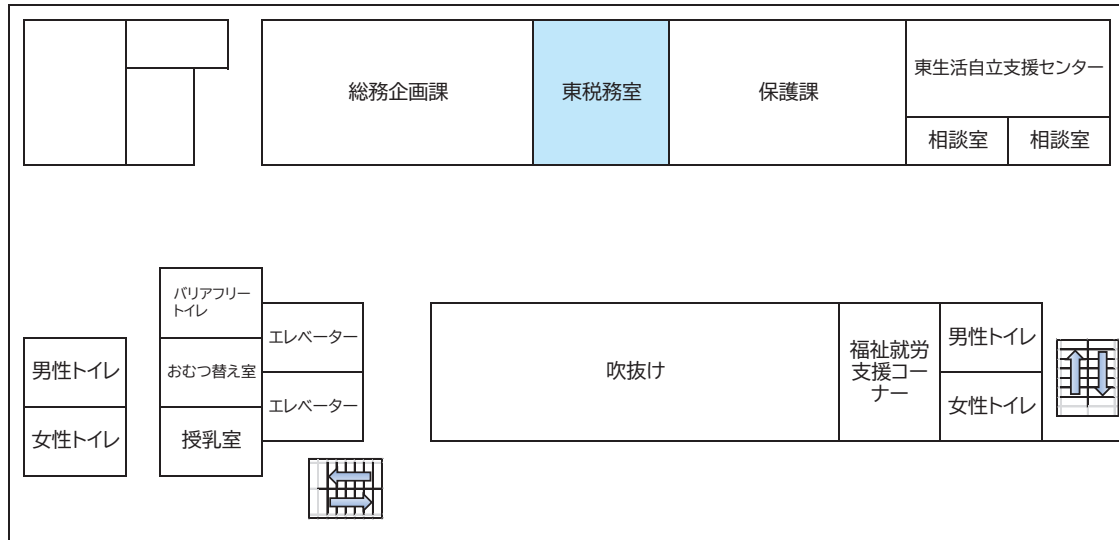 総務企画課
東税務室
保護課
東生活自立支援センター
相談室
相談室
バリアフリー
トイレ
エレベーター
男性トイレ
おむつ替え室
吹抜け
福祉就労
支援コー
ナー
男性トイレ
エレベーター
女性トイレ
女性トイレ
授乳室